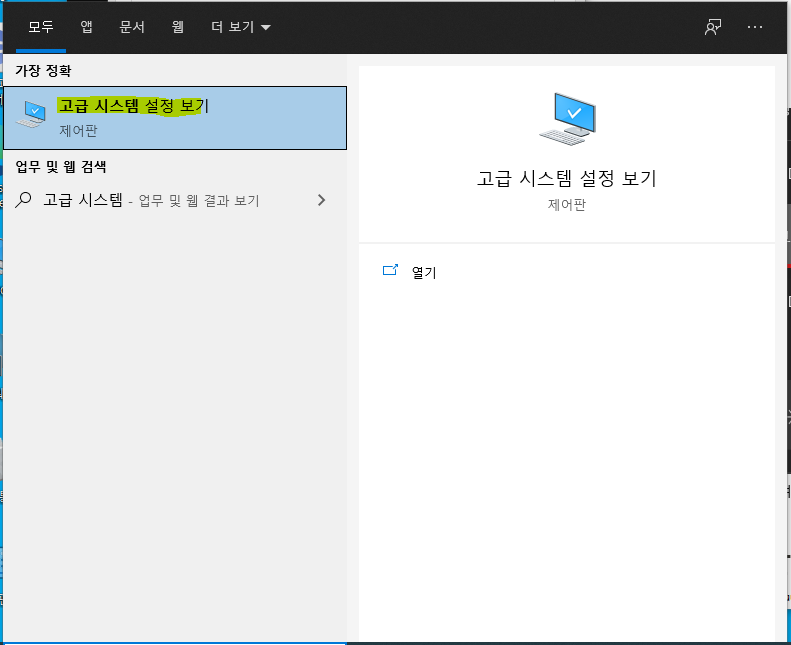 모두 앱 문서 웹 더 보기
가장 정확
고급 시스템 설정 보기
제어판
업무 및 웹 검색
고급 시스템 - 업무 및 웹 결과 보기
고급 시스템 설정 보기
제어판
열기